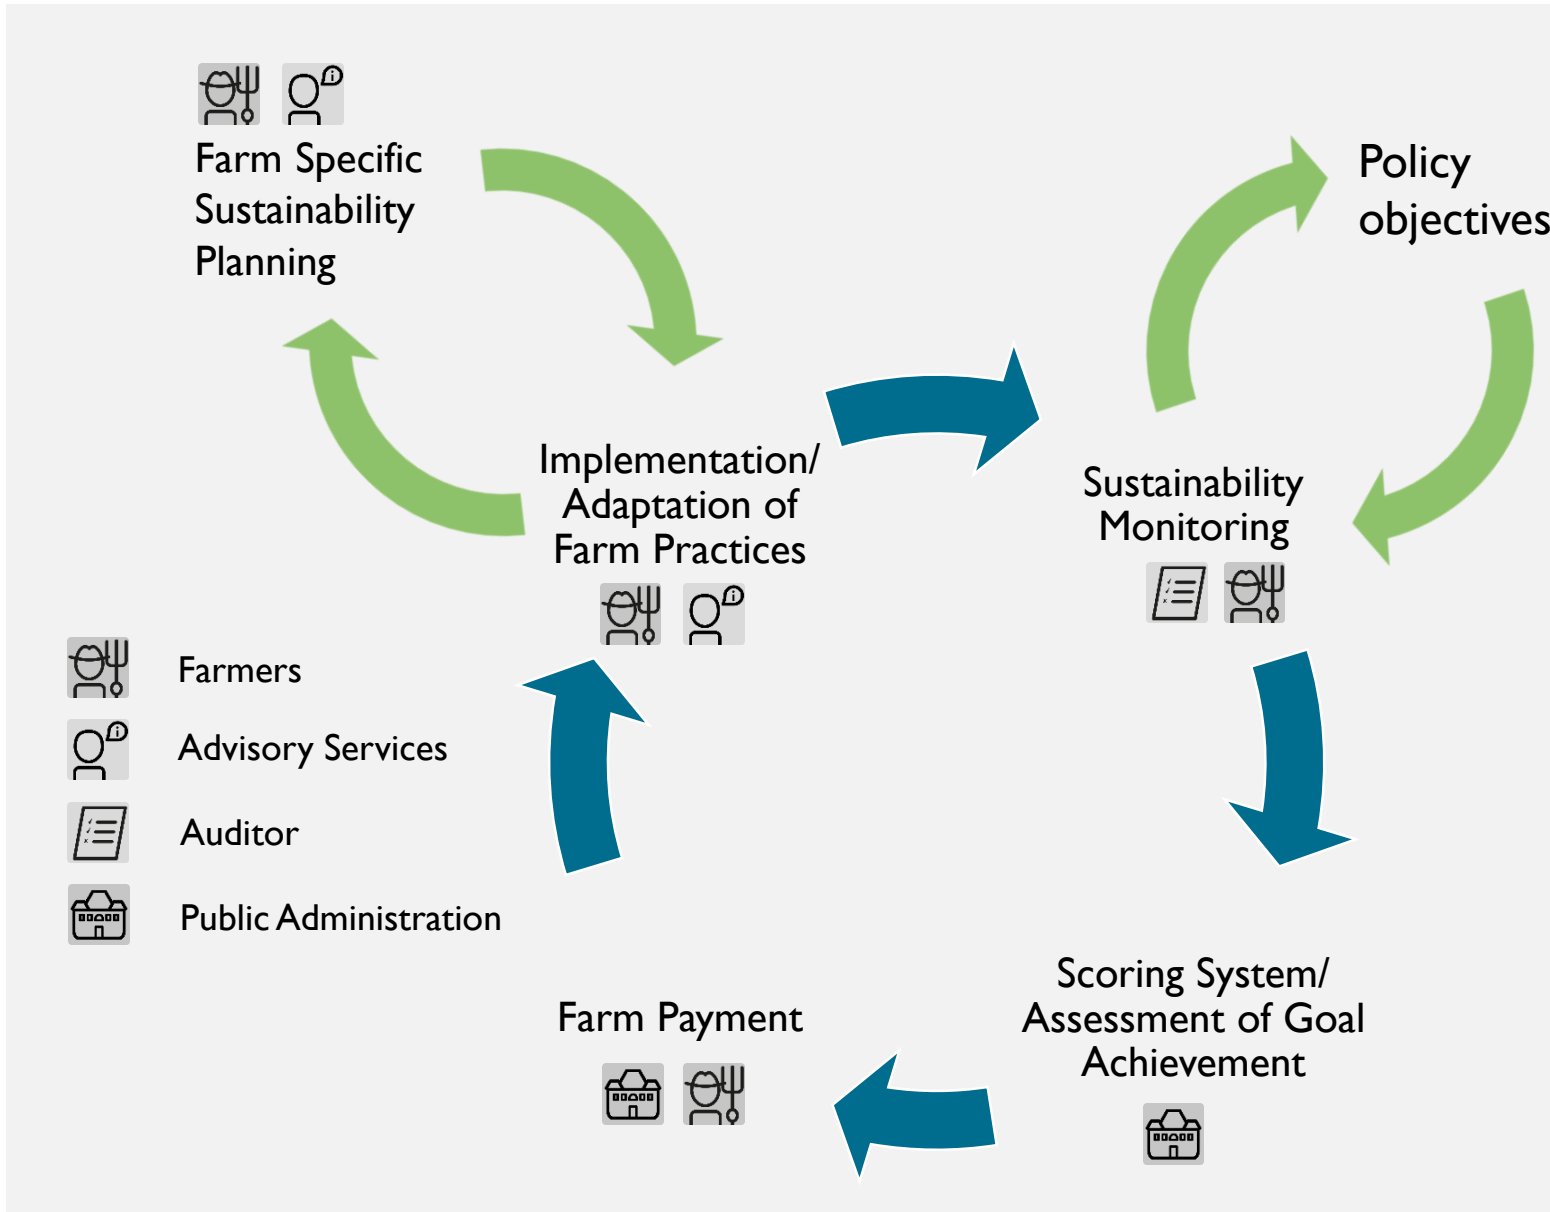 Farm Specific
Sustainability
Planning
Policy
objectives
Implementation/
Adaptation of
Farm Practices
Sustainability
Monitoring
Farmers
Advisory Services
Auditor
Public Administration
Farm Payment
Scoring System/
Assessment of Goal
Achievement